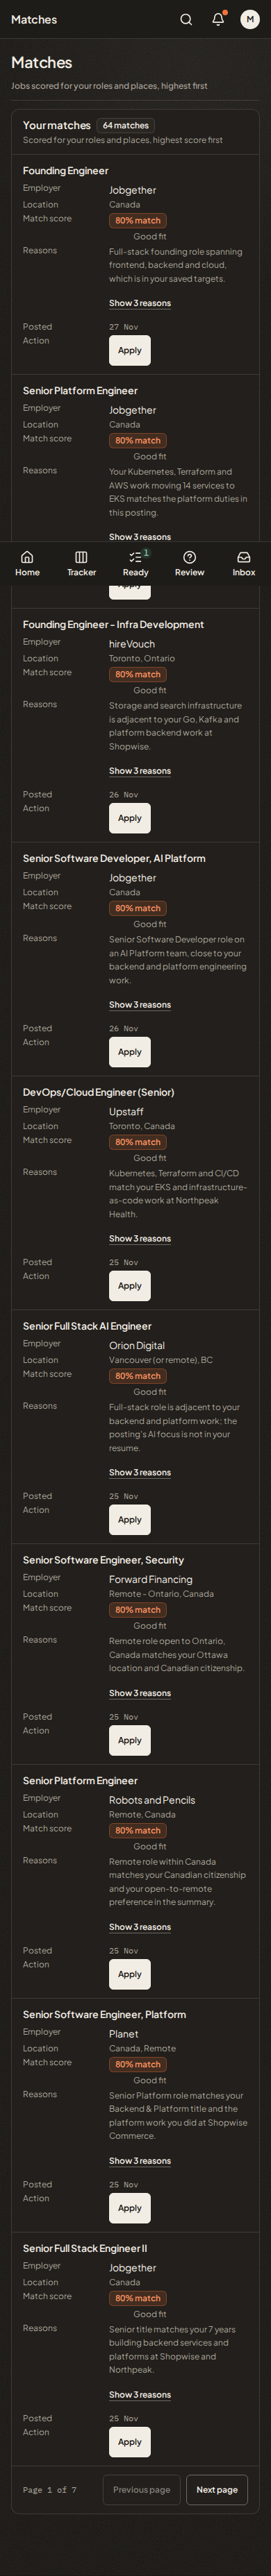 Matches
M
Matches
Jobs scored for your roles and places, highest first
Your matches 64 matches
Scored for your roles and places, highest score first
Founding Engineer
Employer Jobgether
Location Canada
Match score 80% match
Good fit
Reasons Full-stack founding role spanning
frontend, backend and cloud,
which is in your saved targets.
Show 3 reasons
Posted 27 Nov
Action Apply
Senior Platform Engineer
Employer Jobgether
Location Canada
Match score 80% match
Good fit
Reasons Your Kubernetes, Terraform and
AWS work moving 14 services to
EKS matches the platform duties in
this posting.
Show 3 reasons
1
Home Tracker Ready Review Inbox
Apply
Founding Engineer - Infra Development
Employer hireVouch
Location Toronto, Ontario
Match score 80% match
Good fit
Reasons Storage and search infrastructure
is adjacent to your Go, Kafka and
platform backend work at
Shopwise.
Show 3 reasons
Posted 26 Nov
Action Apply
Senior Software Developer, AI Platform
Employer Jobgether
Location Canada
Match score 80% match
Good fit
Reasons Senior Software Developer role on
an AI Platform team, close to your
backend and platform engineering
work.
Show 3 reasons
Posted 26 Nov
Action Apply
DevOps/Cloud Engineer (Senior)
Employer Upstaff
Location Toronto, Canada
Match score 80% match
Good fit
Reasons Kubernetes, Terraform and CI/CD
match your EKS and infrastructure-
as-code work at Northpeak
Health.
Show 3 reasons
Posted 25 Nov
Action Apply
Senior Full Stack AI Engineer
Employer Orion Digital
Location Vancouver (or remote), BC
Match score 80% match
Good fit
Reasons Full-stack role is adjacent to your
backend and platform work; the
posting's AI focus is not in your
resume.
Show 3 reasons
Posted 25 Nov
Action Apply
Senior Software Engineer, Security
Employer Forward Financing
Location Remote - Ontario, Canada
Match score 80% match
Good fit
Reasons Remote role open to Ontario,
Canada matches your Ottawa
location and Canadian citizenship.
Show 3 reasons
Posted 25 Nov
Action Apply
Senior Platform Engineer
Employer Robots and Pencils
Location Remote, Canada
Match score 80% match
Good fit
Reasons Remote role within Canada
matches your Canadian citizenship
and your open-to-remote
preference in the summary.
Show 3 reasons
Posted 25 Nov
Action Apply
Senior Software Engineer, Platform
Employer Planet
Location Canada, Remote
Match score 80% match
Good fit
Reasons Senior Platform role matches your
Backend & Platform title and the
platform work you did at Shopwise
Commerce.
Show 3 reasons
Posted 25 Nov
Action Apply
Senior Full Stack Engineer II
Employer Jobgether
Location Canada
Match score 80% match
Good fit
Reasons Senior title matches your 7 years
building backend services and
platforms at Shopwise and
Northpeak.
Show 3 reasons
Posted 25 Nov
Action Apply
Page 1 of 7 Previous page Next page